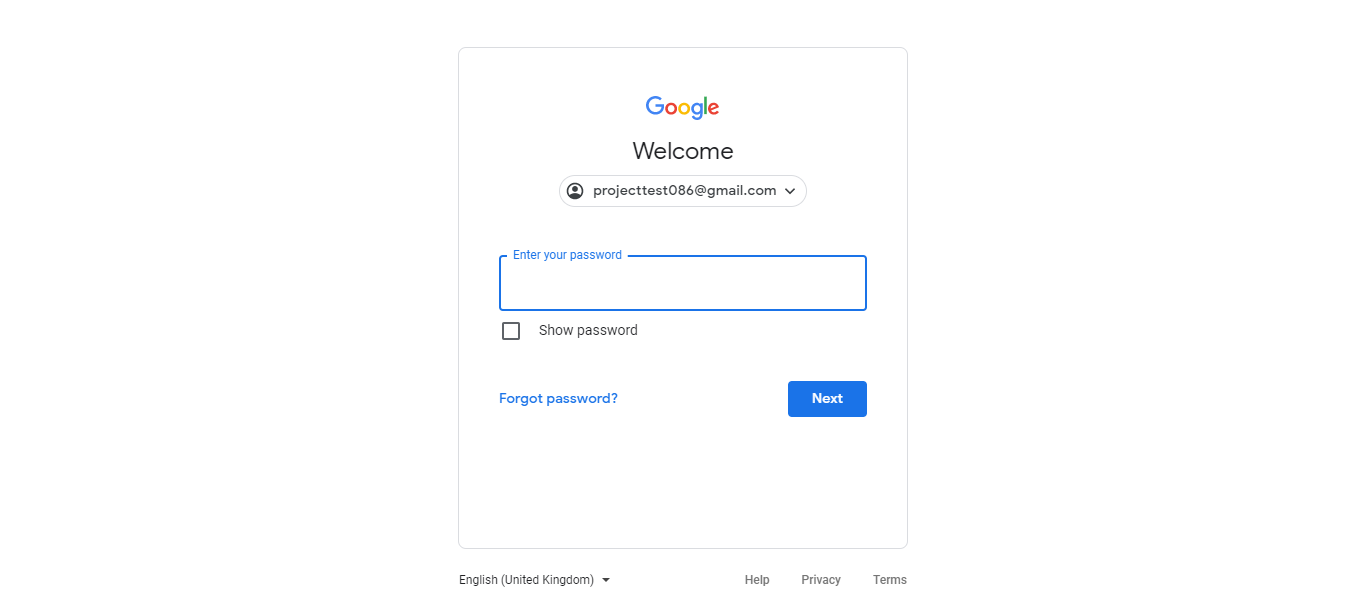 Google
Welcome
projecttest086@gmail.com
Enter your password
Show password
Forgot password?
Next
English (United Kingdom)
Help
Privacy
Terms